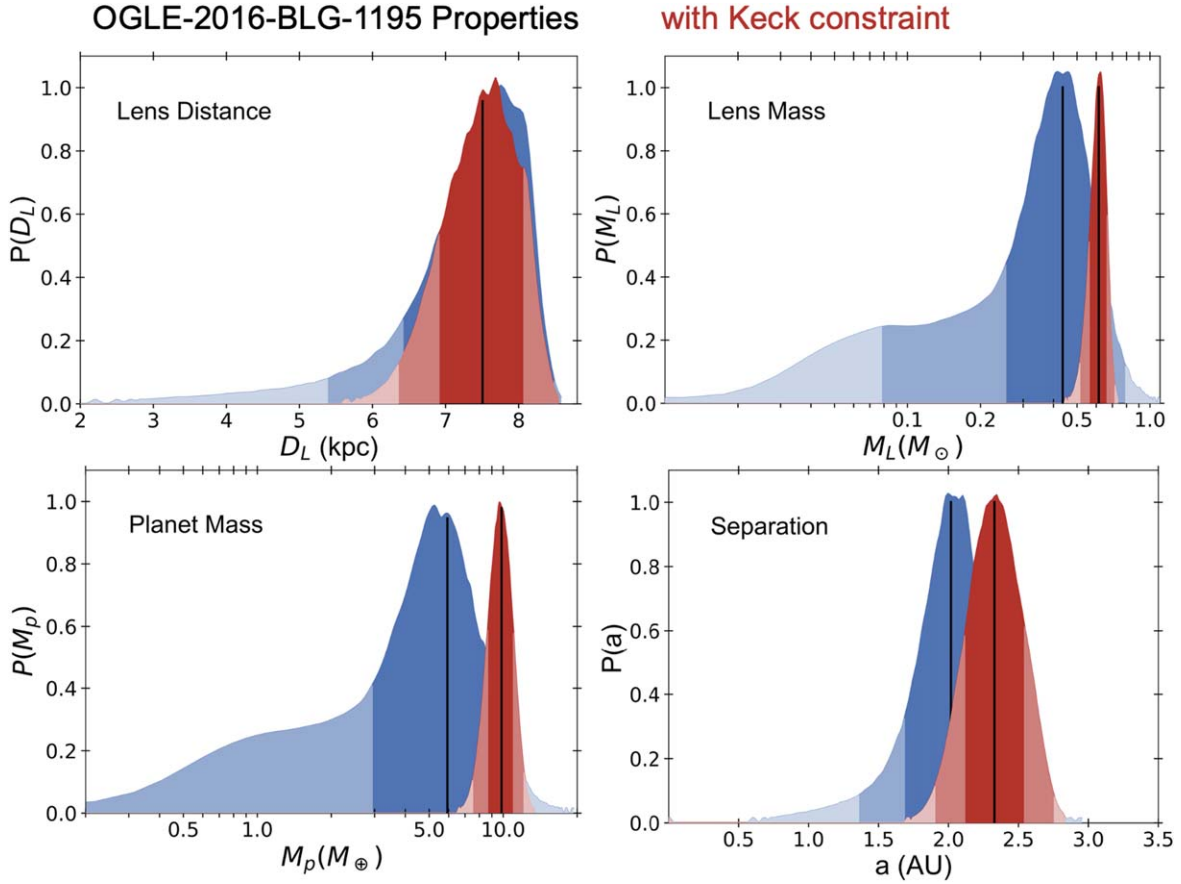 OGLE-2016-BLG-1195 Properties with Keck constraint
Lens Distance
P(D_L)
1.0
0.8
0.6
0.4
0.2
0.0
2 3 4 5 6 7 8
D_L (kpc)
Lens Mass
P(M_L)
1.0
0.8
0.6
0.4
0.2
0.0
0.1 0.2 0.5 1.0
M_L(M_⊙)
Planet Mass
P(M_p)
1.0
0.8
0.6
0.4
0.2
0.0
0.5 1.0 5.0 10.0
M_p(M_⊕)
Separation
P(a)
1.0
0.8
0.6
0.4
0.2
0.0
0.5 1.0 1.5 2.0 2.5 3.0 3.5
a (AU)